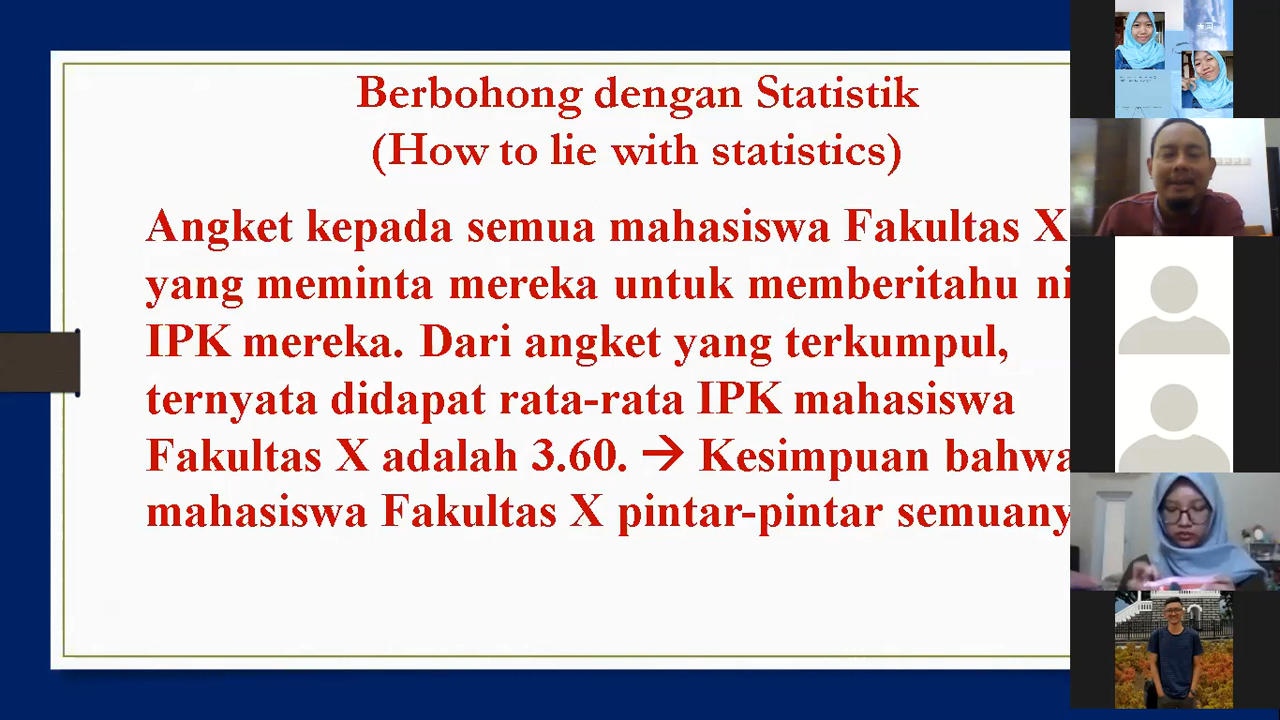 Berbohong dengan Statistik
(How to lie with statistics)
Angket kepada semua mahasiswa Fakultas X
yang meminta mereka untuk memberitahu
IPK mereka. Dari angket yang terkumpul,
ternyata didapat rata-rata IPK mahasiswa
Fakultas X adalah 3.60. → Kesimpuan bahwa
mahasiswa Fakultas X pintar-pintar